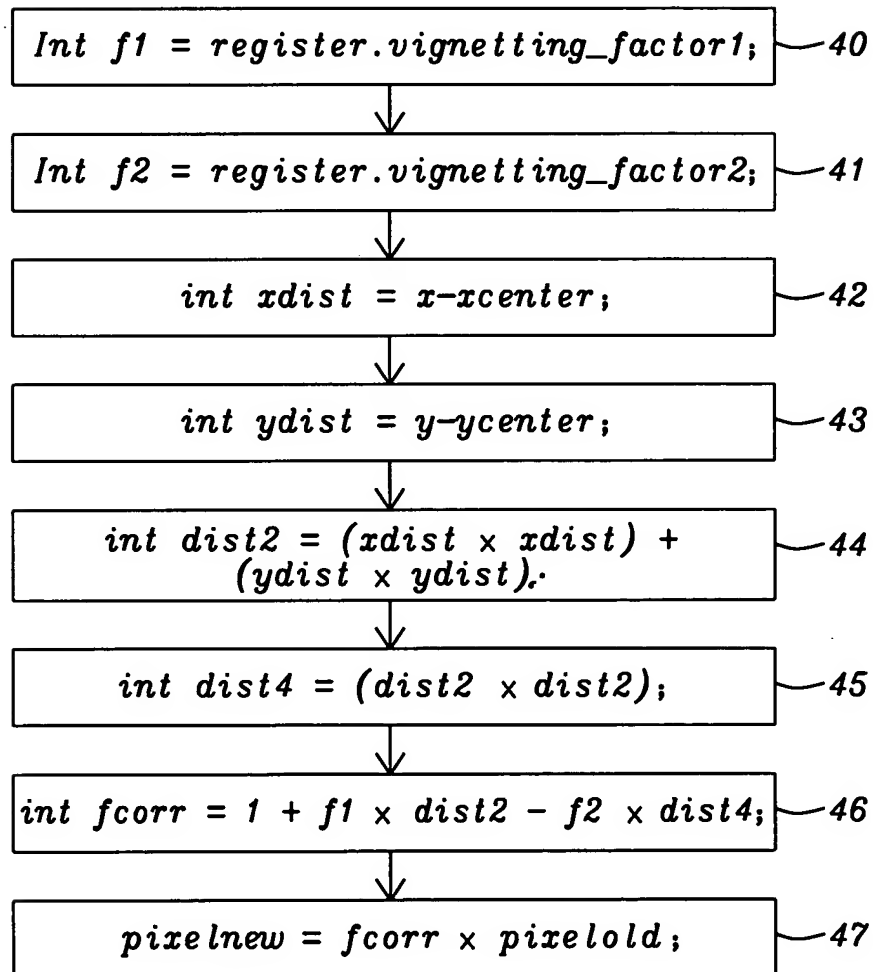 Int f1 = register.vignetting_factor1; 40
Int f2 = register.vignetting_factor2; 41
int xdist = x-xcenter; 42
int ydist = y-ycenter; 43
int dist2 = (xdist × xdist) + 44
(ydist × ydist);
int dist4 = (dist2 × dist2); 45
int fcorr = 1 + f1 × dist2 - f2 × dist4; 46
pixelnew = fcorr × pixelold; 47